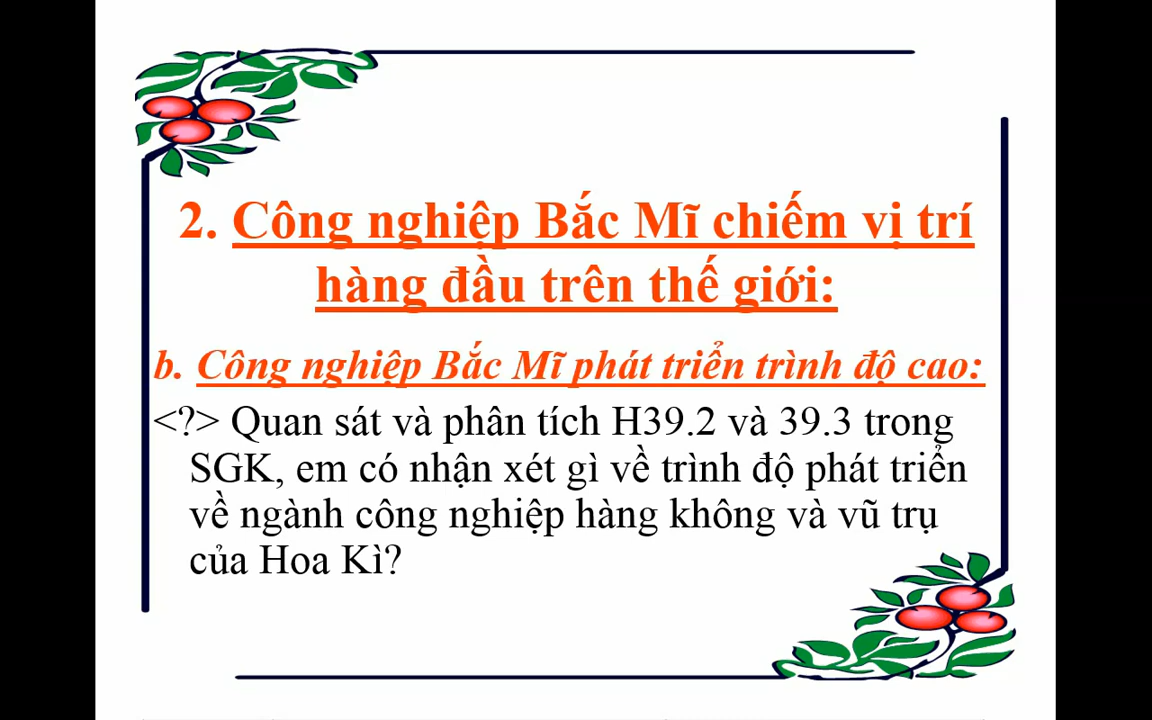 2. Công nghiệp Bắc Mĩ chiếm vị trí
hàng đầu trên thế giới:
b. Công nghiệp Bắc Mĩ phát triển trình độ cao:
<?> Quan sát và phân tích H39.2 và 39.3 trong
SGK, em có nhận xét gì về trình độ phát triển
về ngành công nghiệp hàng không và vũ trụ
của Hoa Kì?